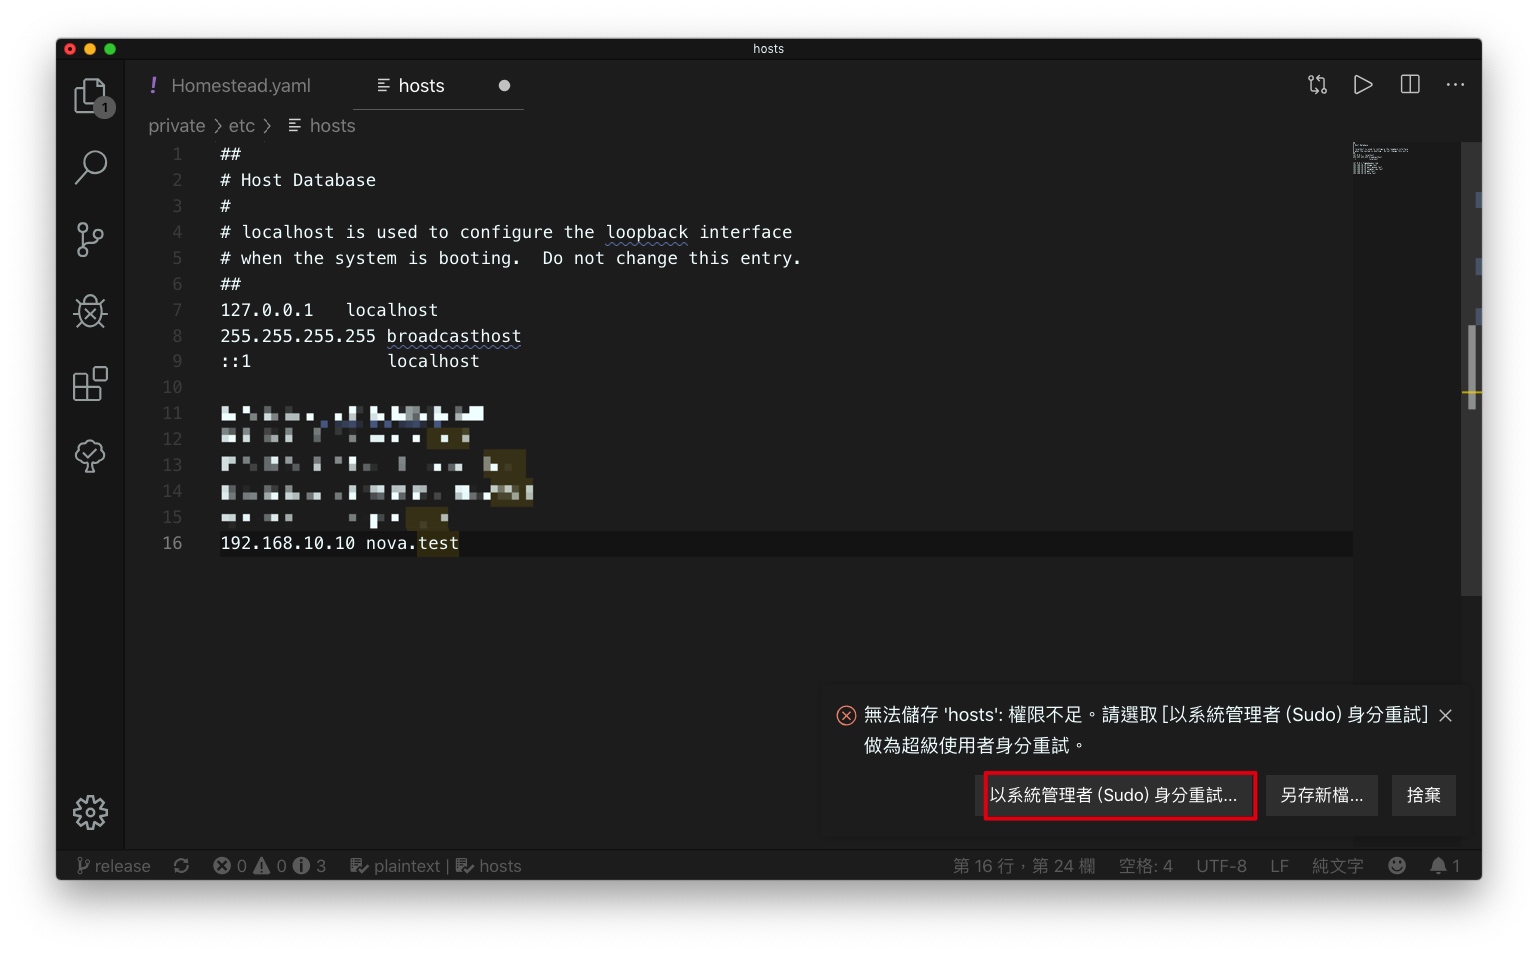 hosts
! Homestead.yaml
hosts
1
private > etc > hosts
1 ##
2 # Host Database
3 #
4 # localhost is used to configure the loopback interface
5 # when the system is booting.  Do not change this entry.
6 ##
7 127.0.0.1   localhost
8 255.255.255.255 broadcasthost
9 ::1             localhost
10
11
12
13
14
15
16 192.168.10.10 nova.test
無法儲存 'hosts': 權限不足。請選取 [以系統管理者 (Sudo) 身分重試]
做為超級使用者身分重試。
以系統管理者 (Sudo) 身分重試... 另存新檔... 捨棄
release 0 0 3 plaintext | hosts 第 16 行，第 24 欄 空格: 4 UTF-8 LF 純文字 1